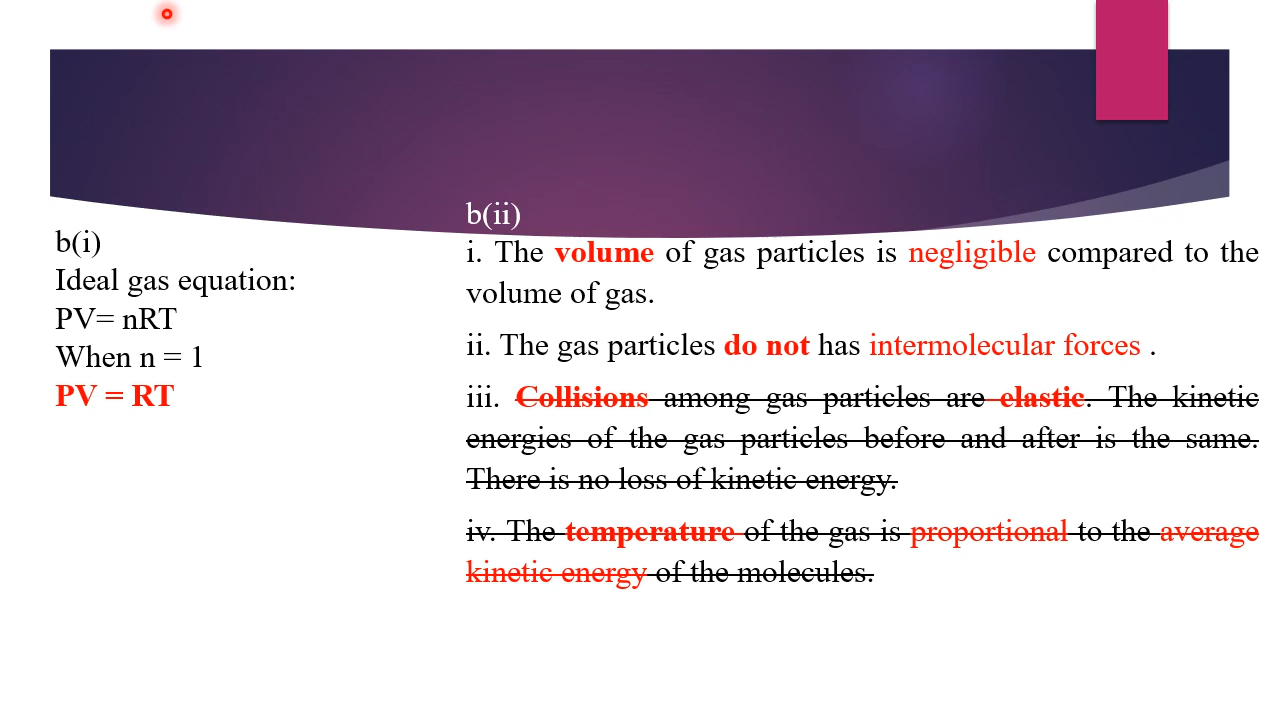 b(i)
Ideal gas equation:
PV= nRT
When n = 1
PV = RT
b(ii)
i. The volume of gas particles is negligible compared to the
volume of gas.
ii. The gas particles do not has intermolecular forces .
iii. Collisions among gas particles are elastic. The kinetic
energies of the gas particles before and after is the same.
There is no loss of kinetic energy.
iv. The temperature of the gas is proportional to the average
kinetic energy of the molecules.